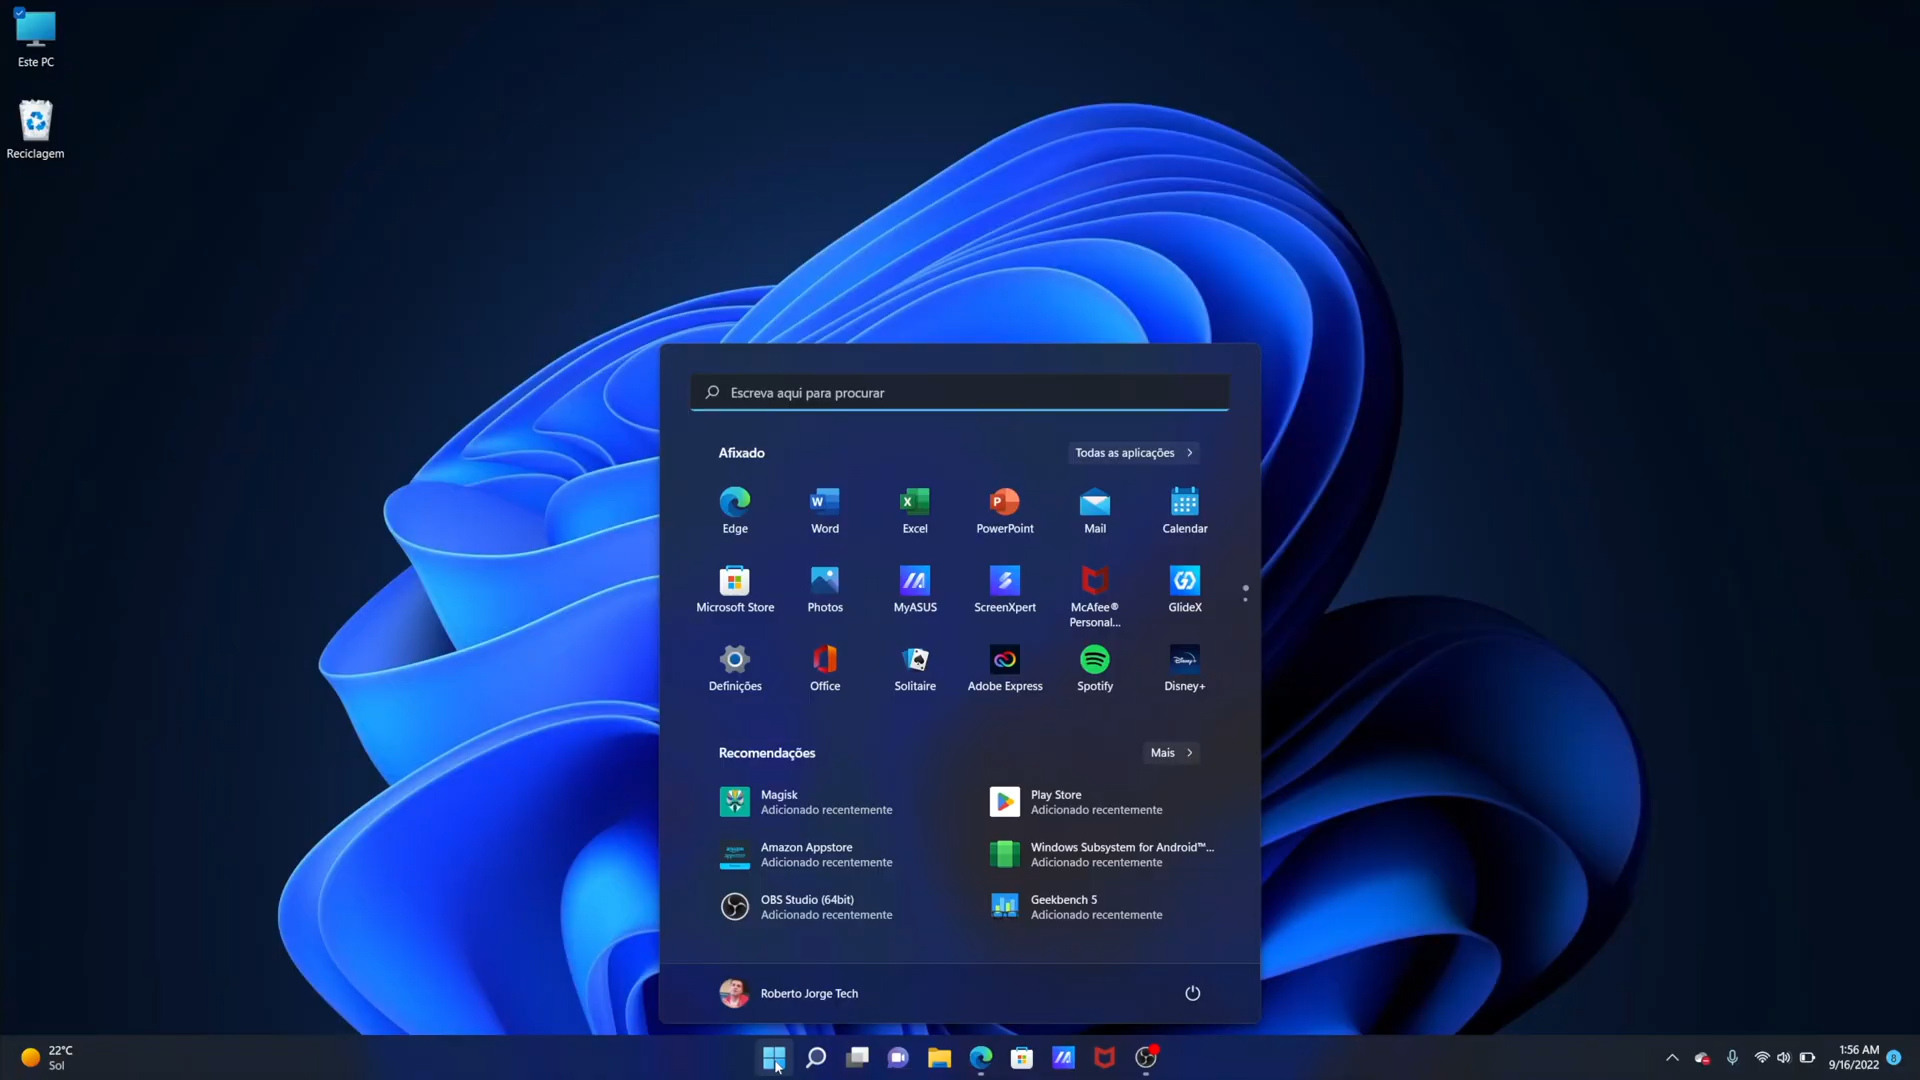 Este PC
Reciclagem
Escreva aqui para procurar
Afixado
Todas as aplicações
Edge
Word
Excel
PowerPoint
Mail
Calendar
Microsoft Store
Photos
MyASUS
ScreenXpert
McAfee®
Personal...
GlideX
Definições
Office
Solitaire
Adobe Express
Spotify
Disney+
Recomendações
Mais
Magisk
Adicionado recentemente
Play Store
Adicionado recentemente
Amazon Appstore
Adicionado recentemente
Windows Subsystem for Android™...
Adicionado recentemente
OBS Studio (64bit)
Adicionado recentemente
Geekbench 5
Adicionado recentemente
Roberto Jorge Tech
22°C
Sol
1:56 AM
9/16/2022
8